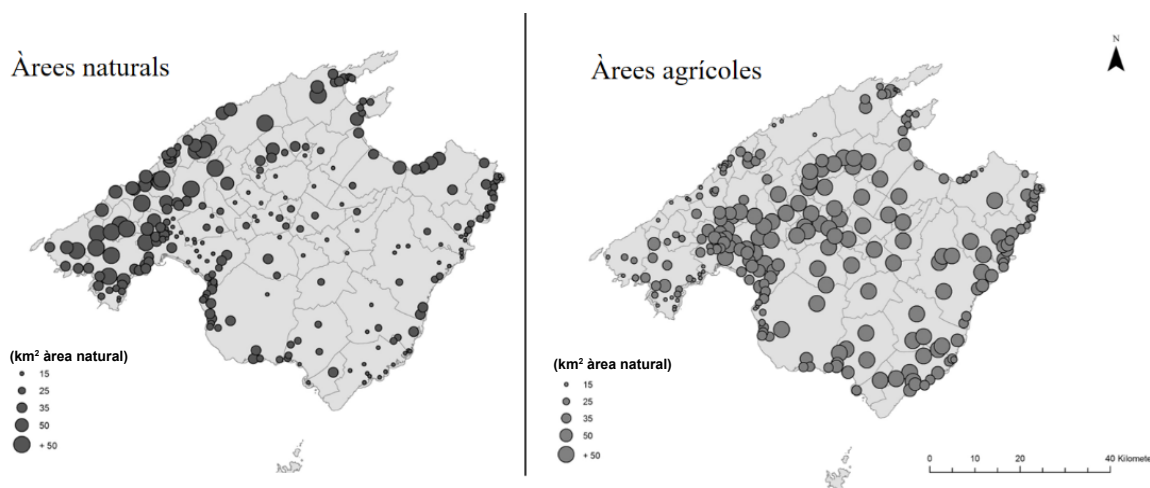 Àrees naturals
(km² àrea natural)
15
25
35
50
+ 50
Àrees agrícoles
N
(km² àrea natural)
15
25
35
50
+ 50
0 10 20 40 Kilomete